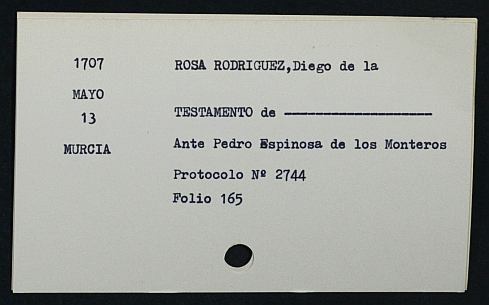 1707
MAYO
13
MURCIA
ROSA RODRIGUEZ,Diego de la
TESTAMENTO de -------------------
Ante Pedro Espinosa de los Monteros
Protocolo Nº 2744
Folio 165